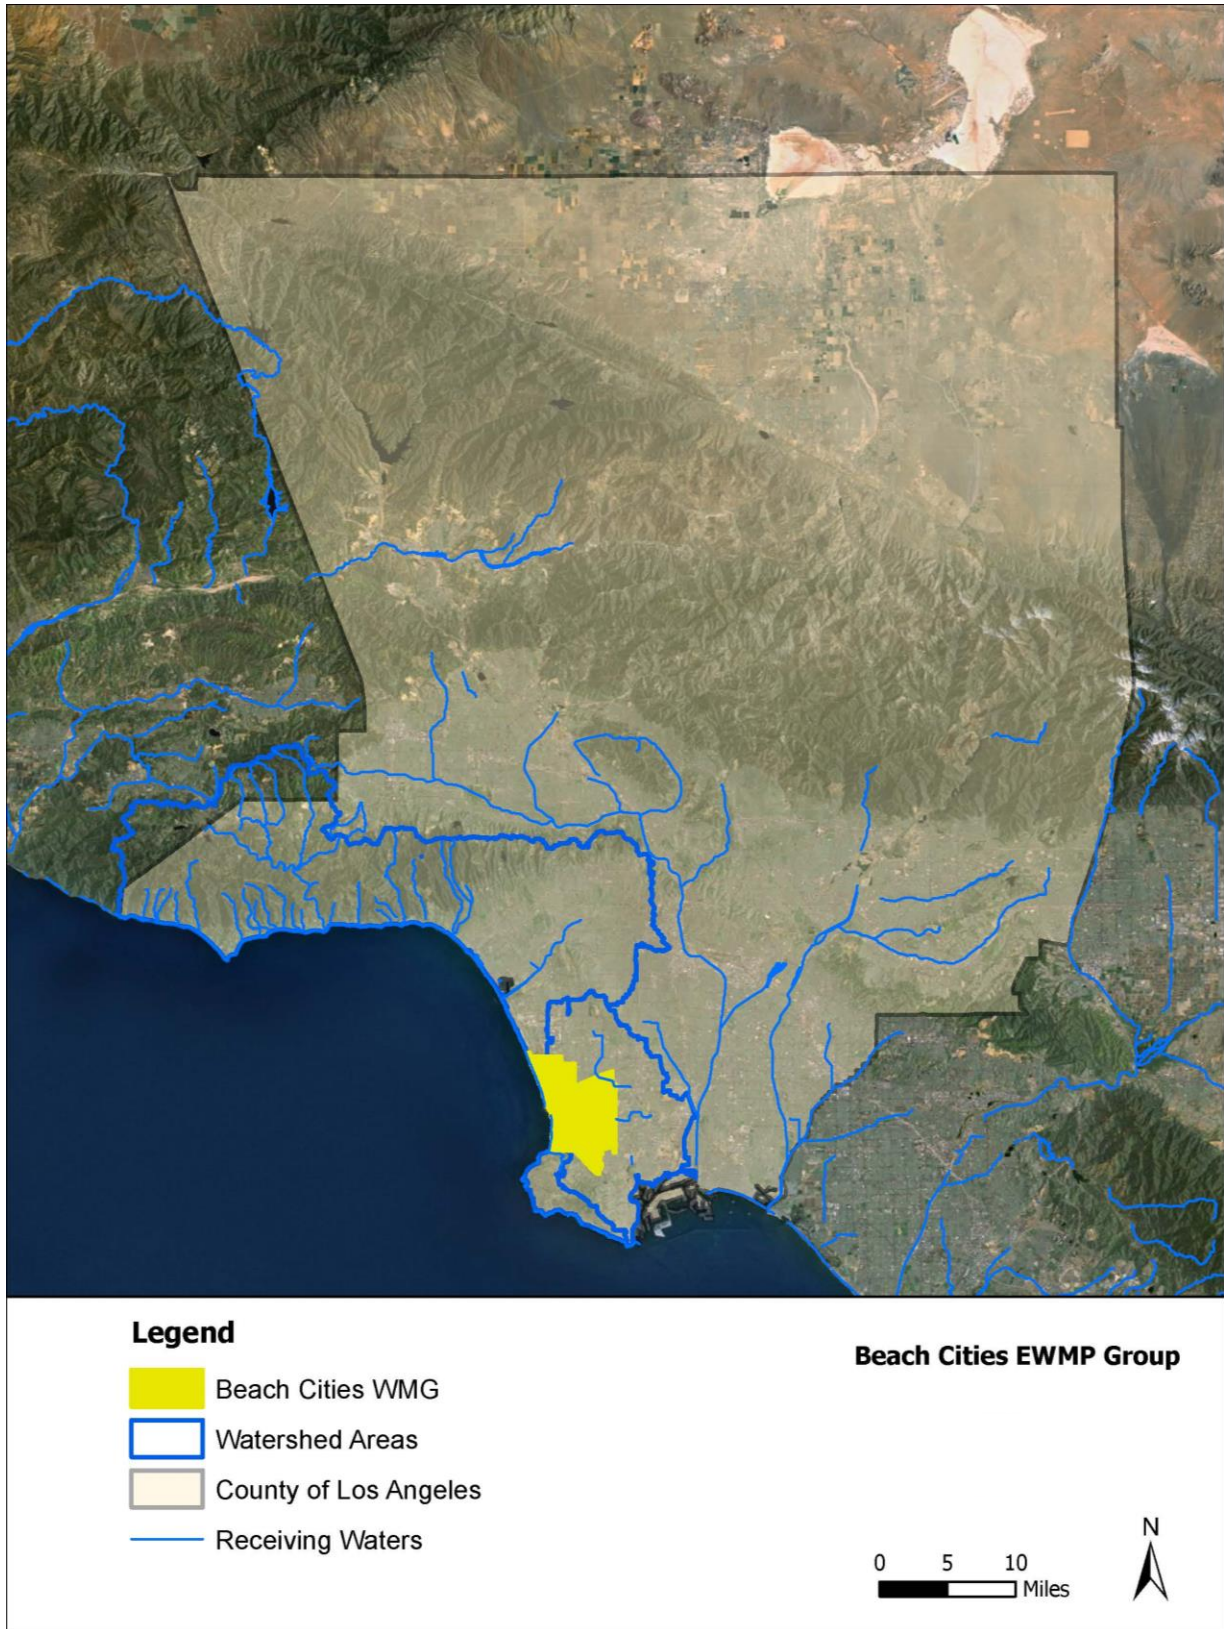 Legend
Beach Cities EWMP Group
Beach Cities WMG
Watershed Areas
County of Los Angeles
Receiving Waters
N
0 5 10
Miles